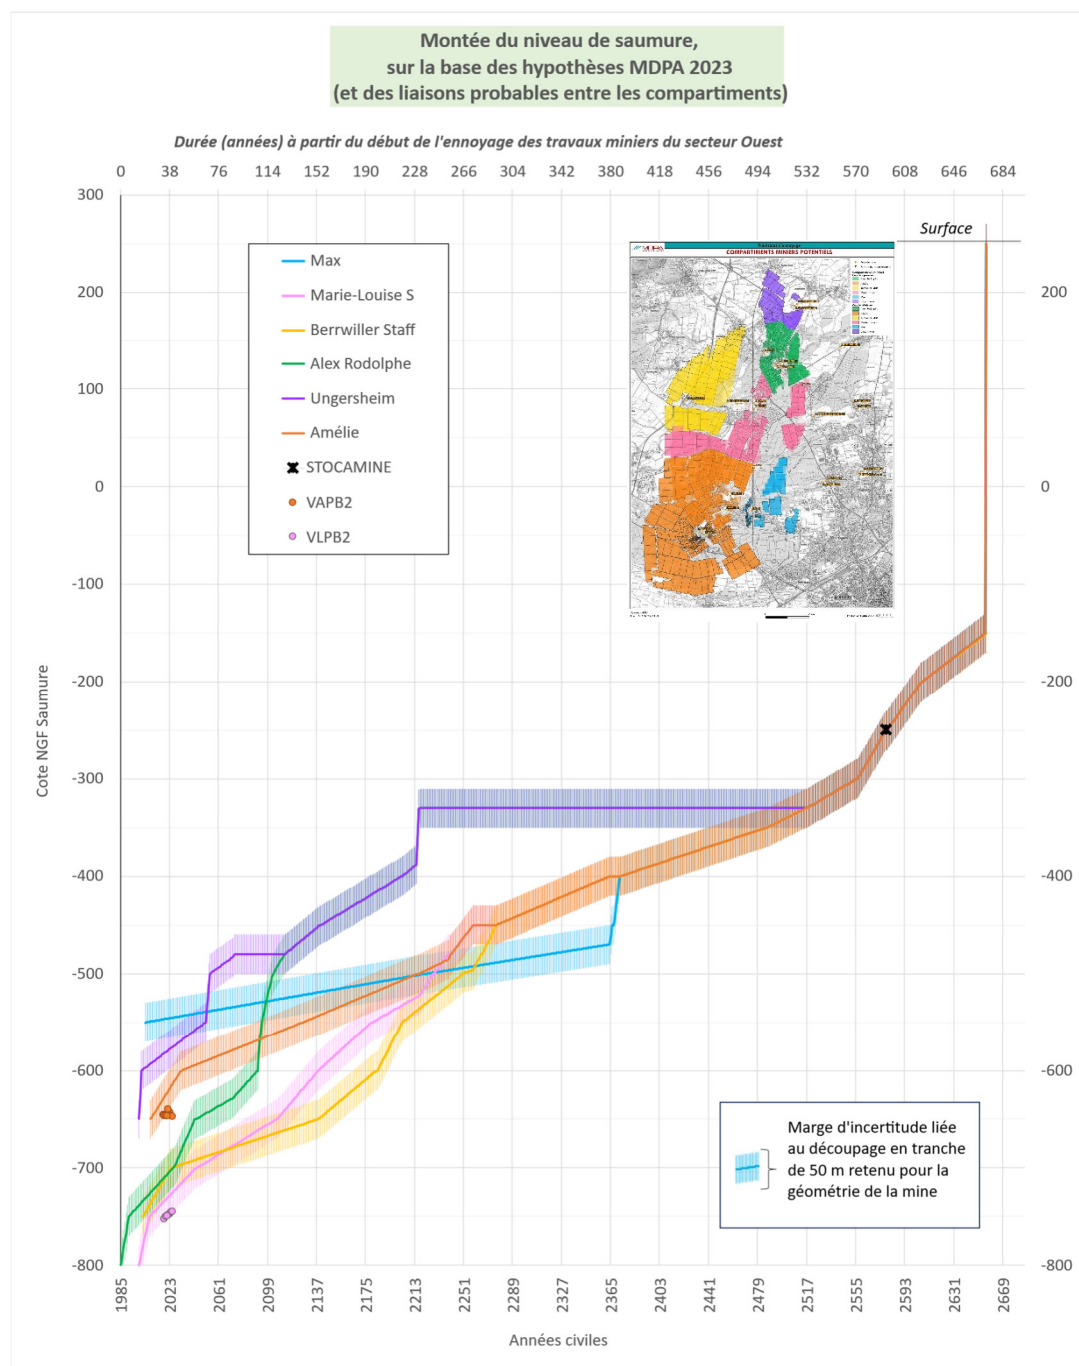 Montée du niveau de saumure,
sur la base des hypothèses MDPA 2023
(et des liaisons probables entre les compartiments)
Durée (années) à partir du début de l'ennoyage des travaux miniers du secteur Ouest
0 38 76 114 152 190 228 266 304 342 380 418 456 494 532 570 608 646 684
300
Surface
Max
Marie-Louise S
Berrwiller Staff
Alex Rodolphe
Ungersheim
Amélie
STOCAMINE
VAPB2
VLPB2
MDPA
COMPARTIMENTS MINIERS POTENTIELS
200 200
100 100
0 0
-100 -100
-200 -200
-300 -300
-400 -400
-500 -500
-600 -600
-700 -700
-800 -800
Cote NGF Saumure
Marge d'incertitude liée
au découpage en tranche
de 50 m retenu pour la
géométrie de la mine
1985 2023 2061 2099 2137 2175 2213 2251 2289 2327 2365 2403 2441 2479 2517 2555 2593 2631 2669
Années civiles